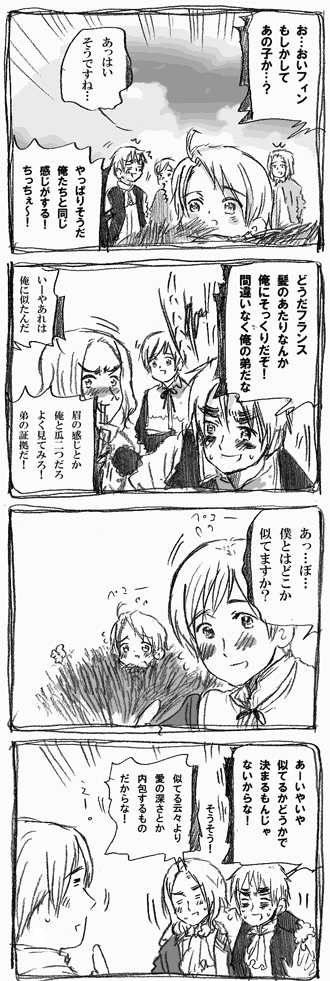 お…おいフィン
もしかして
あの子か…？
あっはい
そうですね…
やっぱりそうだ
俺たちと同じ
感じがする！
ちっちぇ〜！
どうだフランス
髪のあたりなんか
俺にそっくりだぞ！
間違いなく俺の弟だな
いーやあれは
俺に似たんだ
眉の感じとか
俺と瓜二つだろ
よく見てみろ！
弟の証拠だ！
あっ…ぼ…
僕とはどこか
似てますか？
ペコー
ペコー
あーいやいや
似てるかどうかで
決まるもんじゃ
ないからな！
そうそう！
似てる云々より
愛の深さとか
内包するもの
だからな！